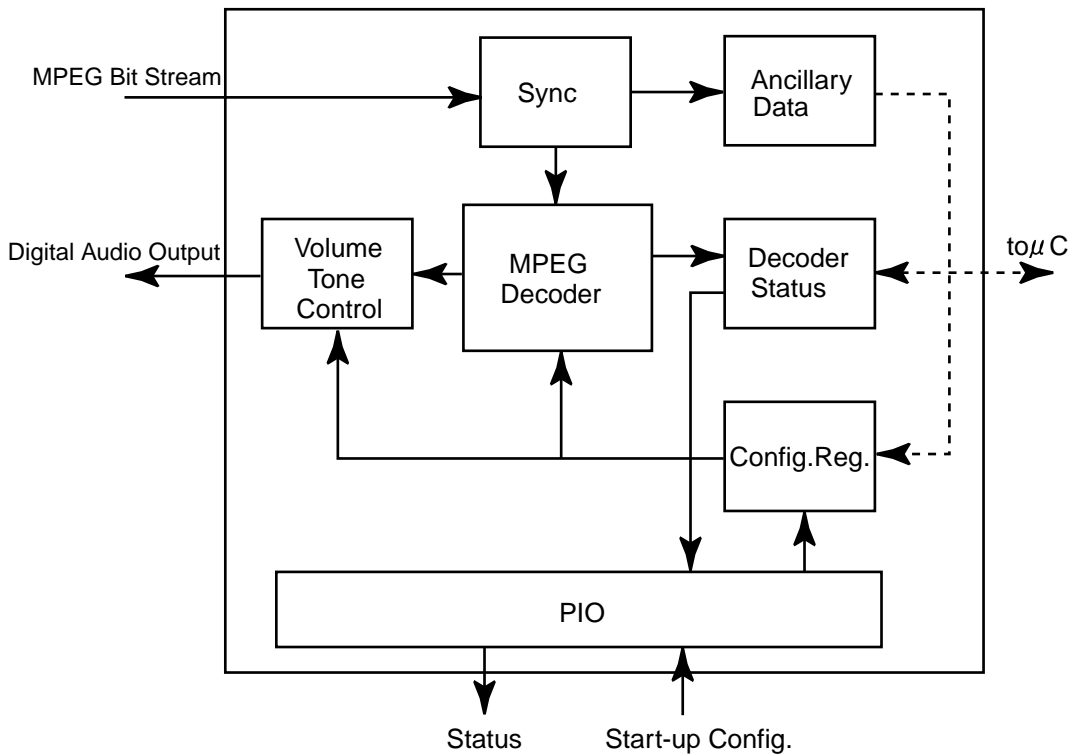 MPEG Bit Stream
Sync
Ancillary
Data
Digital Audio Output
Volume
Tone
Control
MPEG
Decoder
Decoder
Status
toμC
Config.Reg.
PIO
Status
Start-up Config.